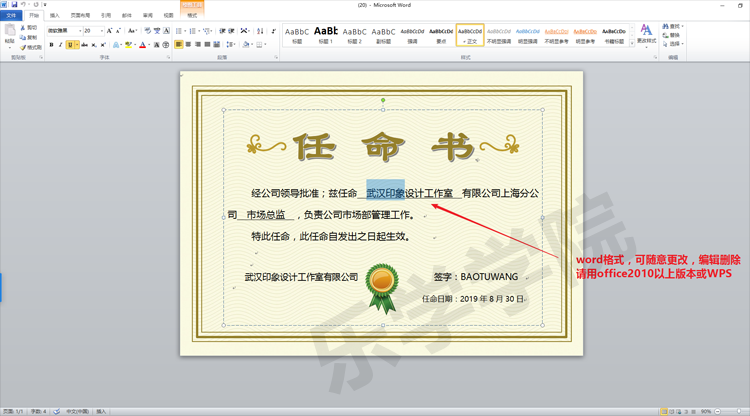 (20) - Microsoft Word
文件 开始 插入 页面布局 引用 邮件 审阅 视图 格式
粘贴
剪切
复制
格式刷
微软雅黑 20
AaBbC AaBb AaBbC AaBbC AaBbCcDd AaBbCcDd AaBbCcDd AaBbCcDd AaBbCcDd AaBbCcDd AaBbCcDd AaBbCcDd
标题 标题 1 标题 2 副标题 强调 要点 正文 不明显强调 明显强调 不明显参考 明显参考 书籍标题
更改样式
查找
替换
选择
剪贴板 字体 段落 样式 编辑
任命书
经公司领导批准；兹任命 武汉印象设计工作室 有限公司上海分公
司 市场总监 ，负责公司市场部管理工作。
特此任命，此任命自发出之日起生效。
武汉印象设计工作室有限公司 签字：BAOTUWANG
任命日期：2019 年 8 月 30 日
word格式，可随意更改，编辑删除
请用office2010以上版本或WPS
乐学学院
页面: 1/1 字数: 4 中文(中国) 插入 80%